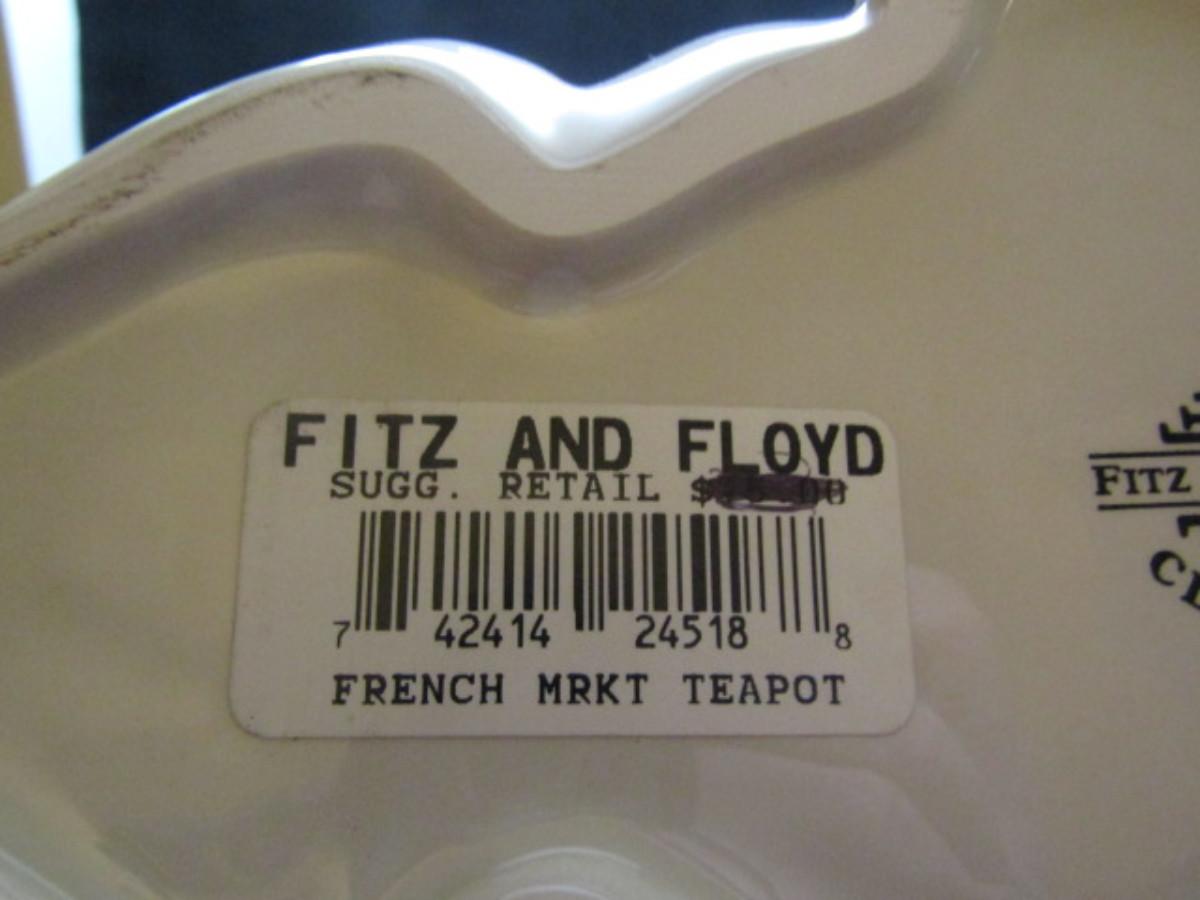 FITZ AND FLOYD
SUGG. RETAIL
7 42414 24518 8
FRENCH MRKT TEAPOT
FITZ